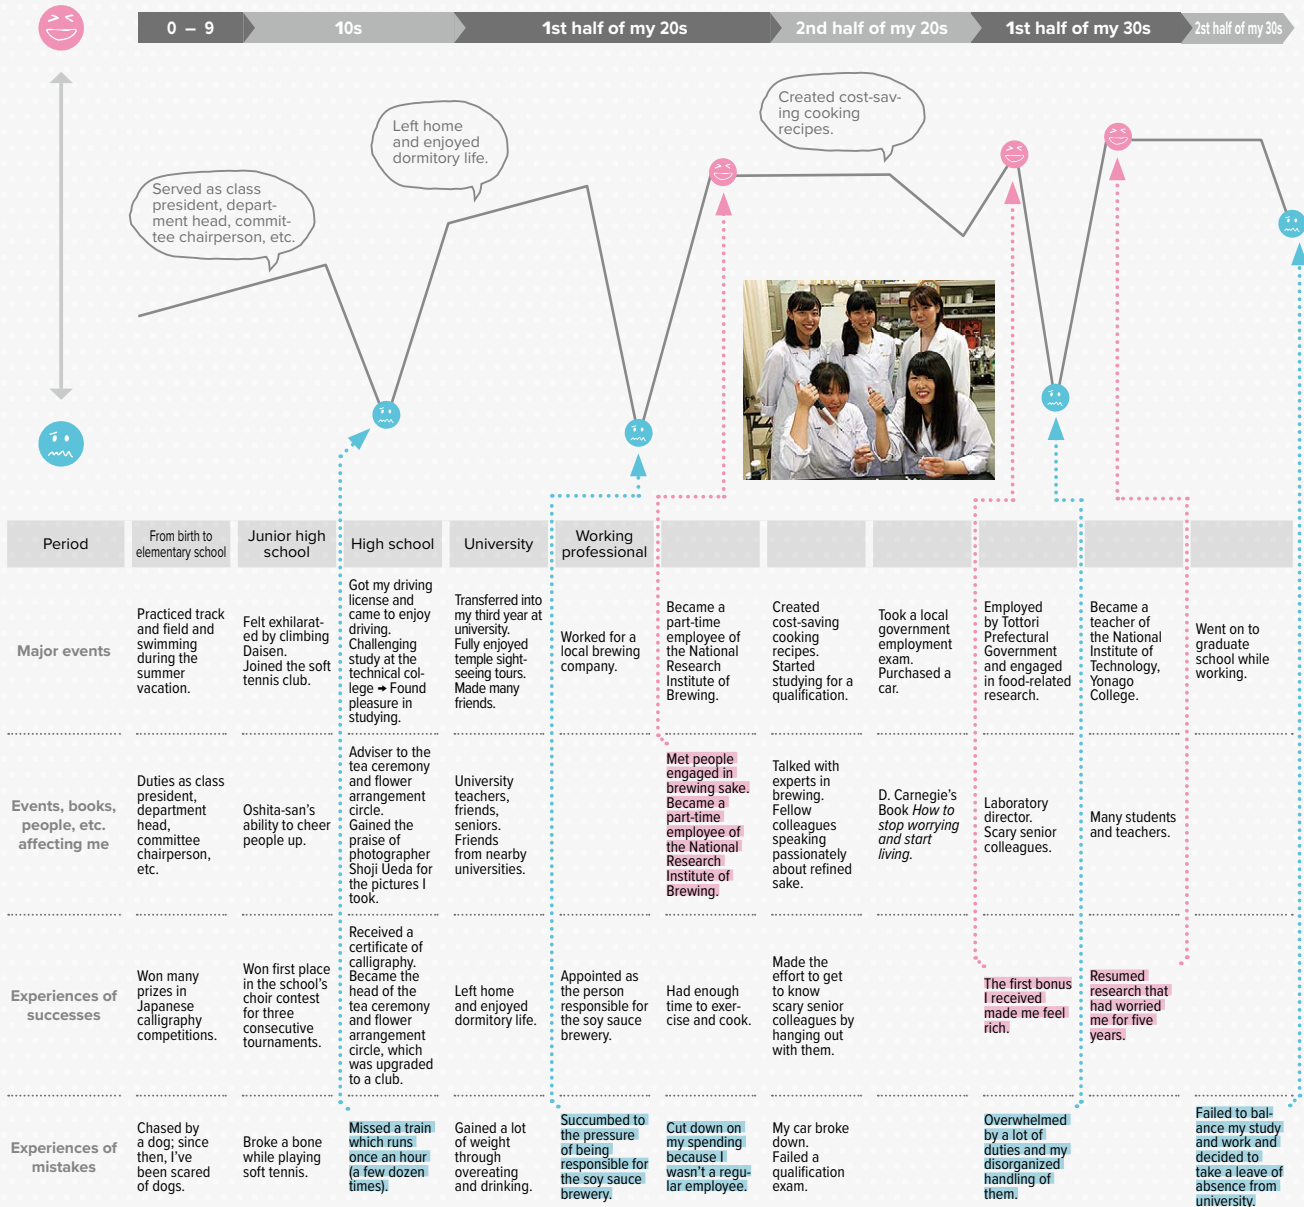 0 – 9
10s
1st half of my 20s
2nd half of my 20s
1st half of my 30s
2st half of my 30s
Served as class
president, depart-
ment head, commit-
tee chairperson, etc.
Left home
and enjoyed
dormitory life.
Created cost-sav-
ing cooking
recipes.
Period
From birth to
elementary school
Junior high
school
High school
University
Working
professional
Major events
Practiced track
and field and
swimming
during the
summer
vacation.
Felt exhilarat-
ed by climbing
Daisen.
Joined the soft
tennis club.
Got my driving
license and
came to enjoy
driving.
Challenging
study at the
technical col-
lege ➜ Found
pleasure in
studying.
Transferred into
my third year at
university.
Fully enjoyed
temple sight-
seeing tours.
Made many
friends.
Worked for a
local brewing
company.
Became a
part-time
employee of
the National
Research
Institute of
Brewing.
Created
cost-saving
cooking
recipes.
Started
studying for a
qualification.
Took a local
government
employment
exam.
Purchased a
car.
Employed
by Tottori
Prefectural
Government
and engaged
in food-related
research.
Became a
teacher of
the National
Institute of
Technology,
Yonago
College.
Went on to
graduate
school while
working.
Events, books,
people, etc.
affecting me
Duties as class
president,
department
head,
committee
chairperson,
etc.
Oshita-san's
ability to cheer
people up.
Adviser to the
tea ceremony
and flower
arrangement
circle.
Gained the
praise of
photographer
Shoji Ueda for
the pictures I
took.
University
teachers,
friends,
seniors.
Friends
from nearby
universities.
Met people
engaged in
brewing sake.
Became a
part-time
employee of
the National
Research
Institute of
Brewing.
Talked with
experts in
brewing.
Fellow
colleagues
speaking
passionately
about refined
sake.
D. Carnegie's
Book How to
stop worrying
and start
living.
Laboratory
director.
Scary senior
colleagues.
Many students
and teachers.
Experiences of
successes
Won many
prizes in
Japanese
calligraphy
competitions.
Won first place
in the school's
choir contest
for three
consecutive
tournaments.
Received a
certificate of
calligraphy.
Became the
head of the
tea ceremony
and flower
arrangement
circle, which
was upgraded
to a club.
Left home
and enjoyed
dormitory life.
Appointed as
the person
responsible for
the soy sauce
brewery.
Had enough
time to exer-
cise and cook.
Made the
effort to get
to know
scary senior
colleagues by
hanging out
with them.
The first bonus
I received
made me feel
rich.
Resumed
research that
had worried
me for five
years.
Experiences of
mistakes
Chased by
a dog; since
then, I've
been scared
of dogs.
Broke a bone
while playing
soft tennis.
Missed a train
which runs
once an hour
(a few dozen
times).
Gained a lot
of weight
through
overeating
and drinking.
Succumbed to
the pressure
of being
responsible for
the soy sauce
brewery.
Cut down on
my spending
because I
wasn't a regu-
lar employee.
My car broke
down.
Failed a
qualification
exam.
Overwhelmed
by a lot of
duties and my
disorganized
handling of
them.
Failed to bal-
ance my study
and work and
decided to
take a leave of
absence from
university.